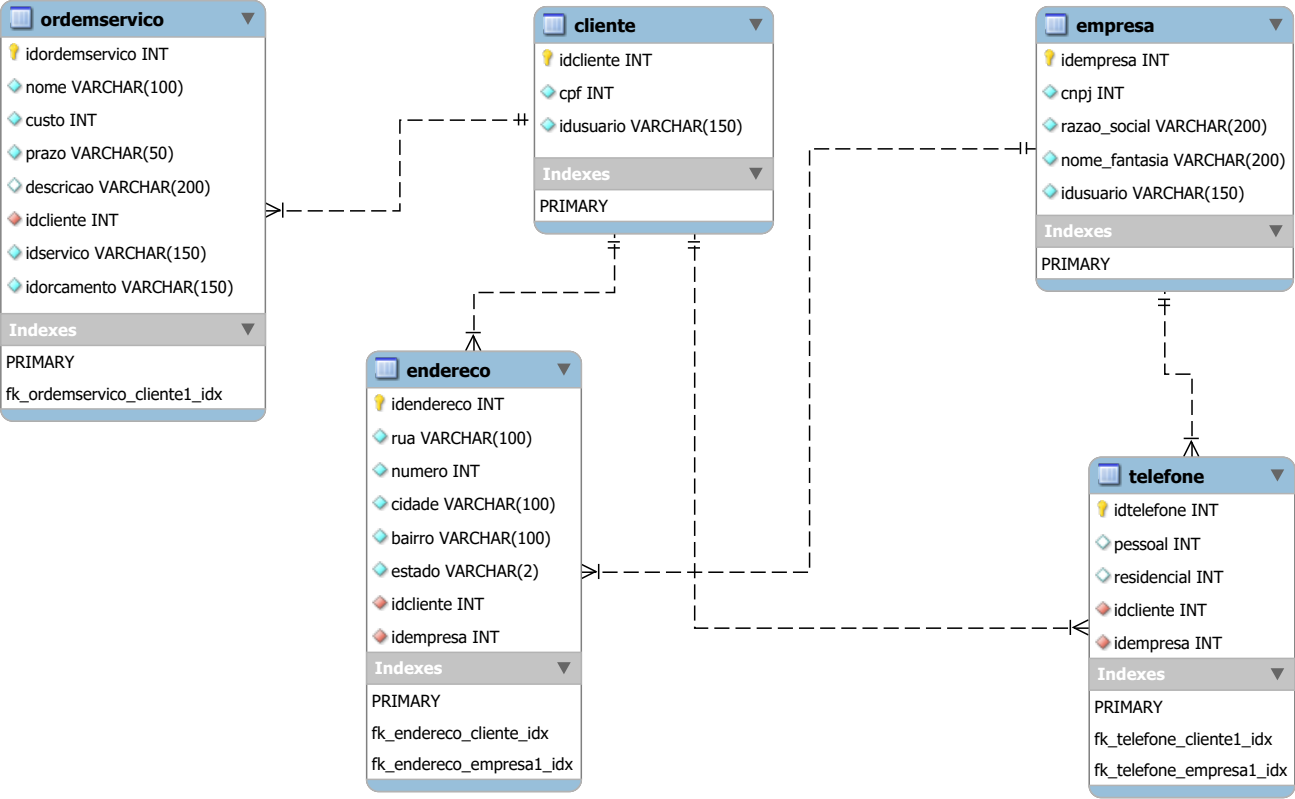 ordemservico
idordemservico INT
nome VARCHAR(100)
custo INT
prazo VARCHAR(50)
descricao VARCHAR(200)
idcliente INT
idservico VARCHAR(150)
idorcamento VARCHAR(150)
Indexes
PRIMARY
fk_ordemservico_cliente1_idx
cliente
idcliente INT
cpf INT
idusuario VARCHAR(150)
Indexes
PRIMARY
empresa
idempresa INT
cnpj INT
razao_social VARCHAR(200)
nome_fantasia VARCHAR(200)
idusuario VARCHAR(150)
Indexes
PRIMARY
endereco
idendereco INT
rua VARCHAR(100)
numero INT
cidade VARCHAR(100)
bairro VARCHAR(100)
estado VARCHAR(2)
idcliente INT
idempresa INT
Indexes
PRIMARY
fk_endereco_cliente_idx
fk_endereco_empresa1_idx
telefone
idtelefone INT
pessoal INT
residencial INT
idcliente INT
idempresa INT
Indexes
PRIMARY
fk_telefone_cliente1_idx
fk_telefone_empresa1_idx